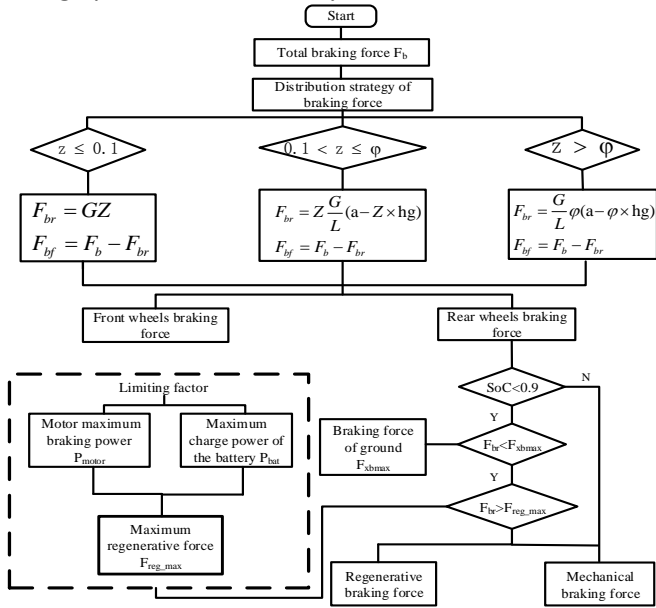 Start
Total braking force F_b
Distribution strategy of
braking force
z ≤ 0.1
0.1 < z ≤ φ
z > φ
F_br = GZ
F_bf = F_b − F_br
F_br = Z G/L (a−Z×hg)
F_bf = F_b − F_br
F_br = G/L φ(a−φ×hg)
F_bf = F_b − F_br
Front wheels braking
force
Rear wheels braking
force
Limiting factor
Motor maximum
braking power
P_motor
Maximum
charge power of
the battery P_bat
Maximum
regenerative force
F_reg_max
SoC<0.9
N
Y
Braking force
of ground
F_xbmax
F_br<F_xbmax
Y
F_br>F_reg_max
Regenerative
braking force
Mechanical
braking force